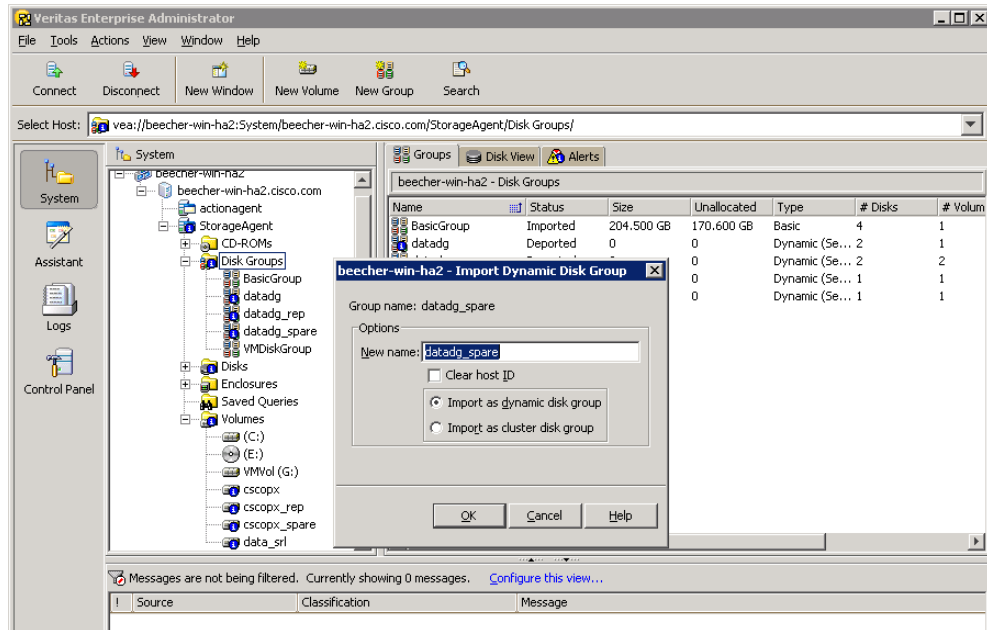 Veritas Enterprise Administrator
File Tools Actions View Window Help
Connect Disconnect New Window New Volume New Group Search
Select Host: vea://beecher-win-ha2:System/beecher-win-ha2.cisco.com/StorageAgent/Disk Groups/
System
Assistant
Logs
Control Panel
System
beecher-win-ha2
beecher-win-ha2.cisco.com
actionagent
StorageAgent
CD-ROMs
Disk Groups
BasicGroup
datadg
datadg_rep
datadg_spare
VMDiskGroup
Disks
Enclosures
Saved Queries
Volumes
(C:)
(E:)
VMVol (G:)
cscopx
cscopx_rep
cscopx_spare
data_srl
Groups Disk View Alerts
beecher-win-ha2 - Disk Groups
Name Status Size Unallocated Type # Disks # Volum
BasicGroup Imported 204.500 GB 170.600 GB Basic 4 1
datadg Deported 0 0 Dynamic (Se... 2 1
0 Dynamic (Se... 2 2
0 Dynamic (Se... 1 1
0 Dynamic (Se... 1 1
beecher-win-ha2 - Import Dynamic Disk Group
Group name: datadg_spare
Options
New name: datadg_spare
Clear host ID
Import as dynamic disk group
Import as cluster disk group
OK Cancel Help
Messages are not being filtered. Currently showing 0 messages. Configure this view...
! Source Classification Message